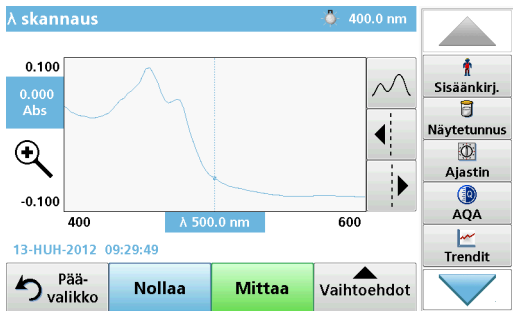 λ skannaus
400.0 nm
0.100
0.000
Abs
-0.100
400
λ 500.0 nm
600
13-HUH-2012 09:29:49
Pää-
valikko
Nollaa
Mittaa
Vaihtoehdot
Sisäänkirj.
Näytetunnus
Ajastin
AQA
Trendit